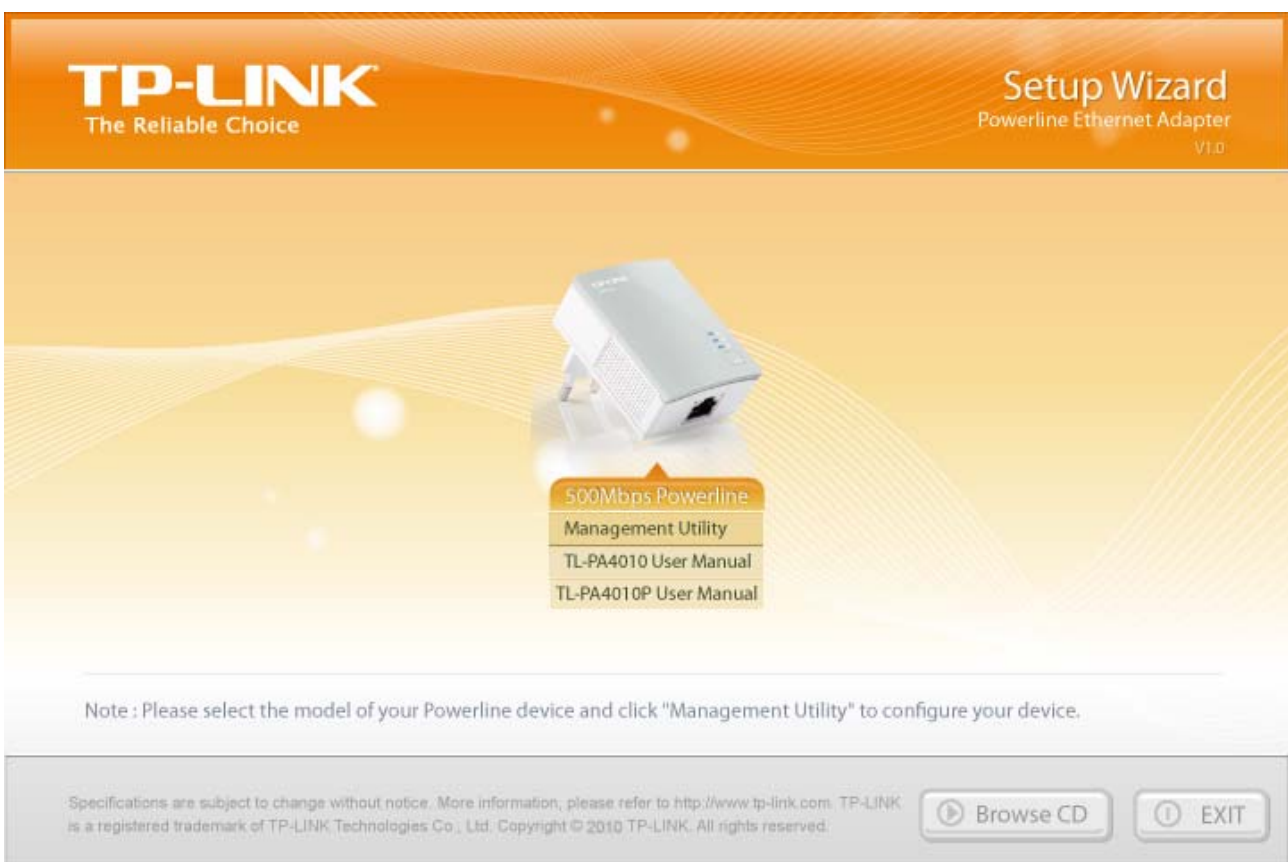 TP-LINK
The Reliable Choice
Setup Wizard
Powerline Ethernet Adapter
V1.0
TP-LINK
500Mbps Powerline
Management Utility
TL-PA4010 User Manual
TL-PA4010P User Manual
Note : Please select the model of your Powerline device and click "Management Utility" to configure your device.
Specifications are subject to change without notice. More information, please refer to http://www.tp-link.com TP-LINK
is a registered trademark of TP-LINK Technologies Co., Ltd. Copyright © 2010 TP-LINK. All rights reserved.
Browse CD
EXIT